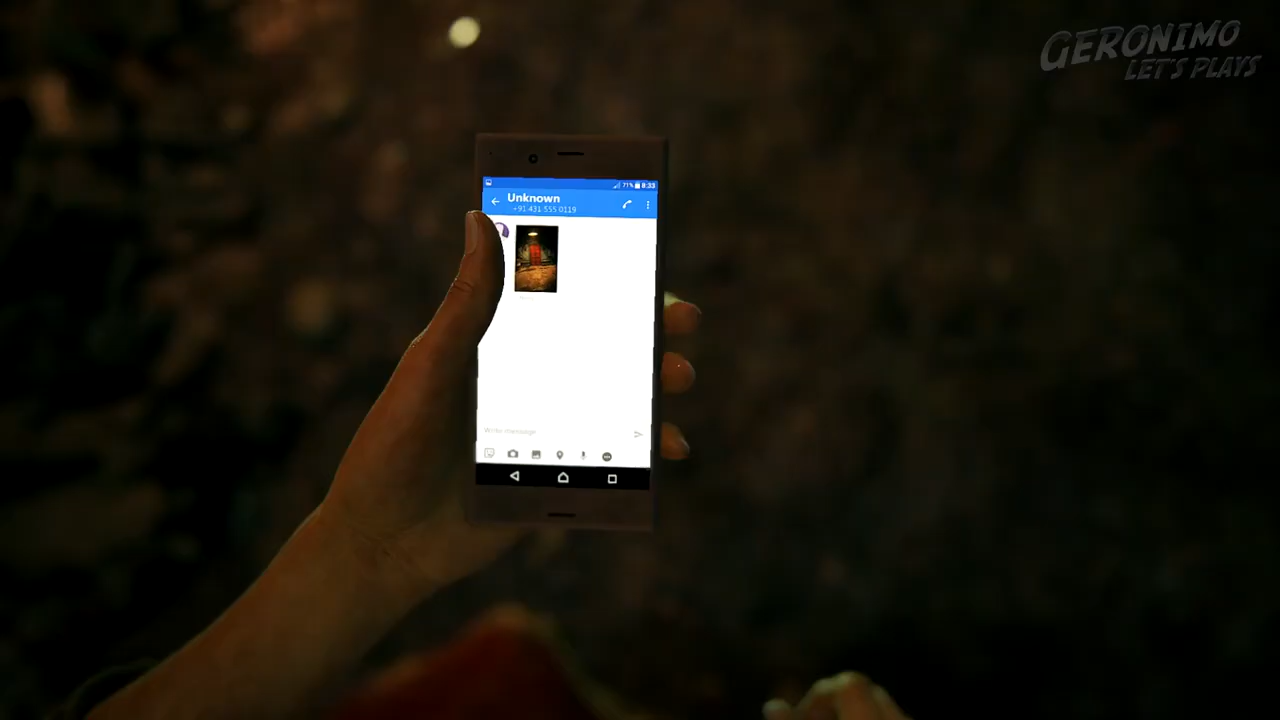 GERONIMO
LET'S PLAYS
71% 8:33
Unknown
+91 431 555 0119
Write message